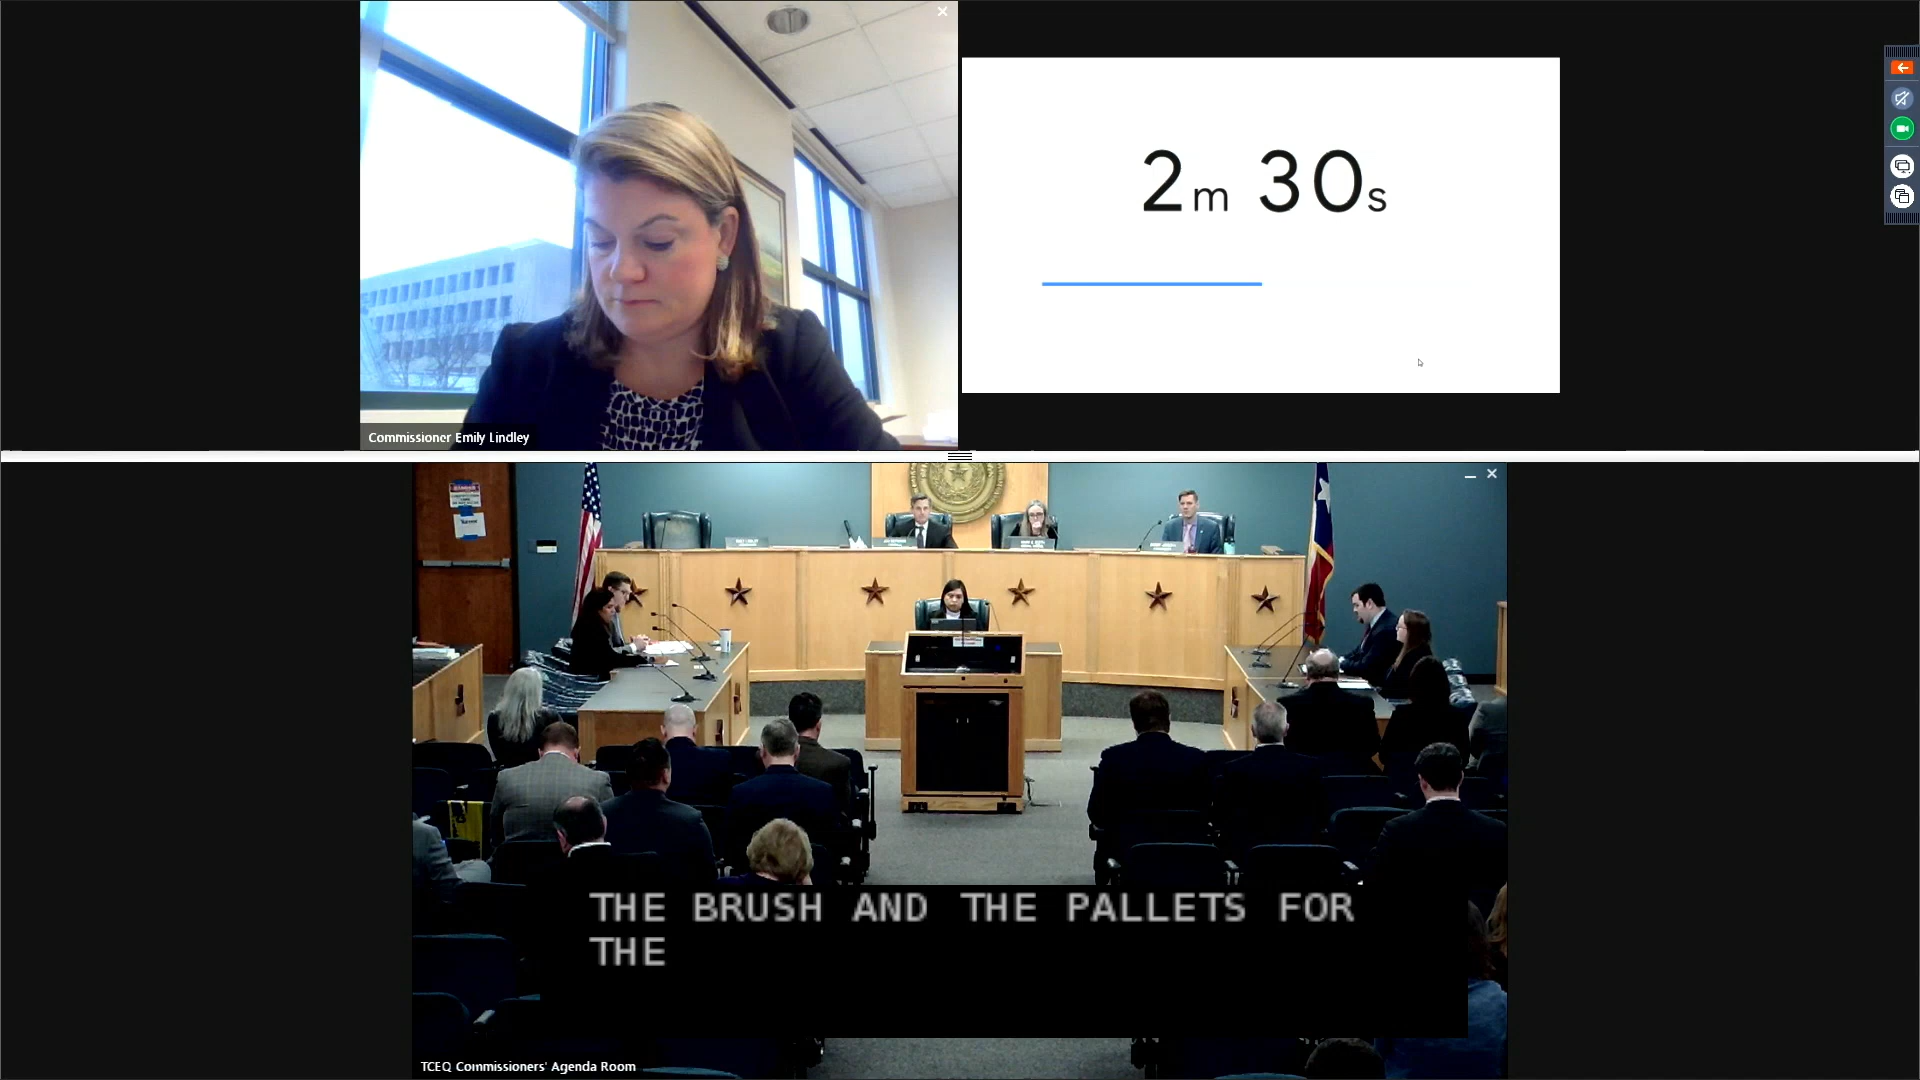 2m 30s
Commissioner Emily Lindley
THE BRUSH AND THE PALLETS FOR
THE
TCEQ Commissioners' Agenda Room